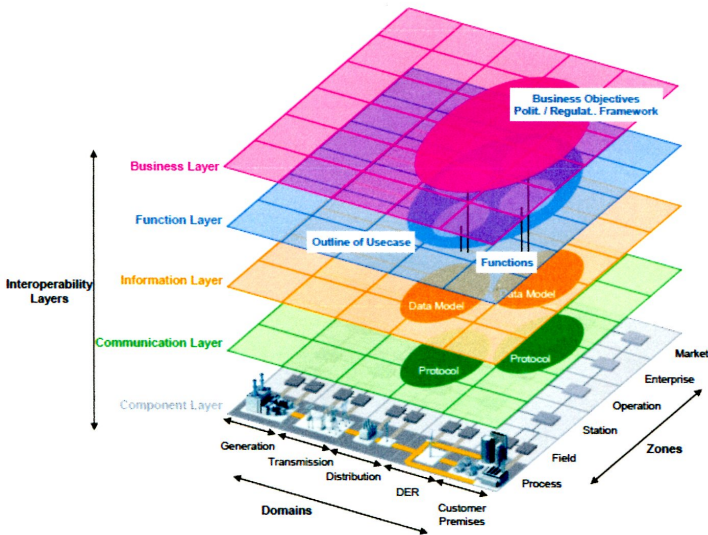 Business Objectives
Polit. / Regulat.. Framework
Business Layer
Function Layer
Outline of Usecase
Functions
Interoperability
Layers
Information Layer
Data Model
Data Model
Communication Layer
Protocol
Protocol
Component Layer
Market
Enterprise
Operation
Station
Field
Process
Zones
Generation
Transmission
Distribution
DER
Customer
Premises
Domains